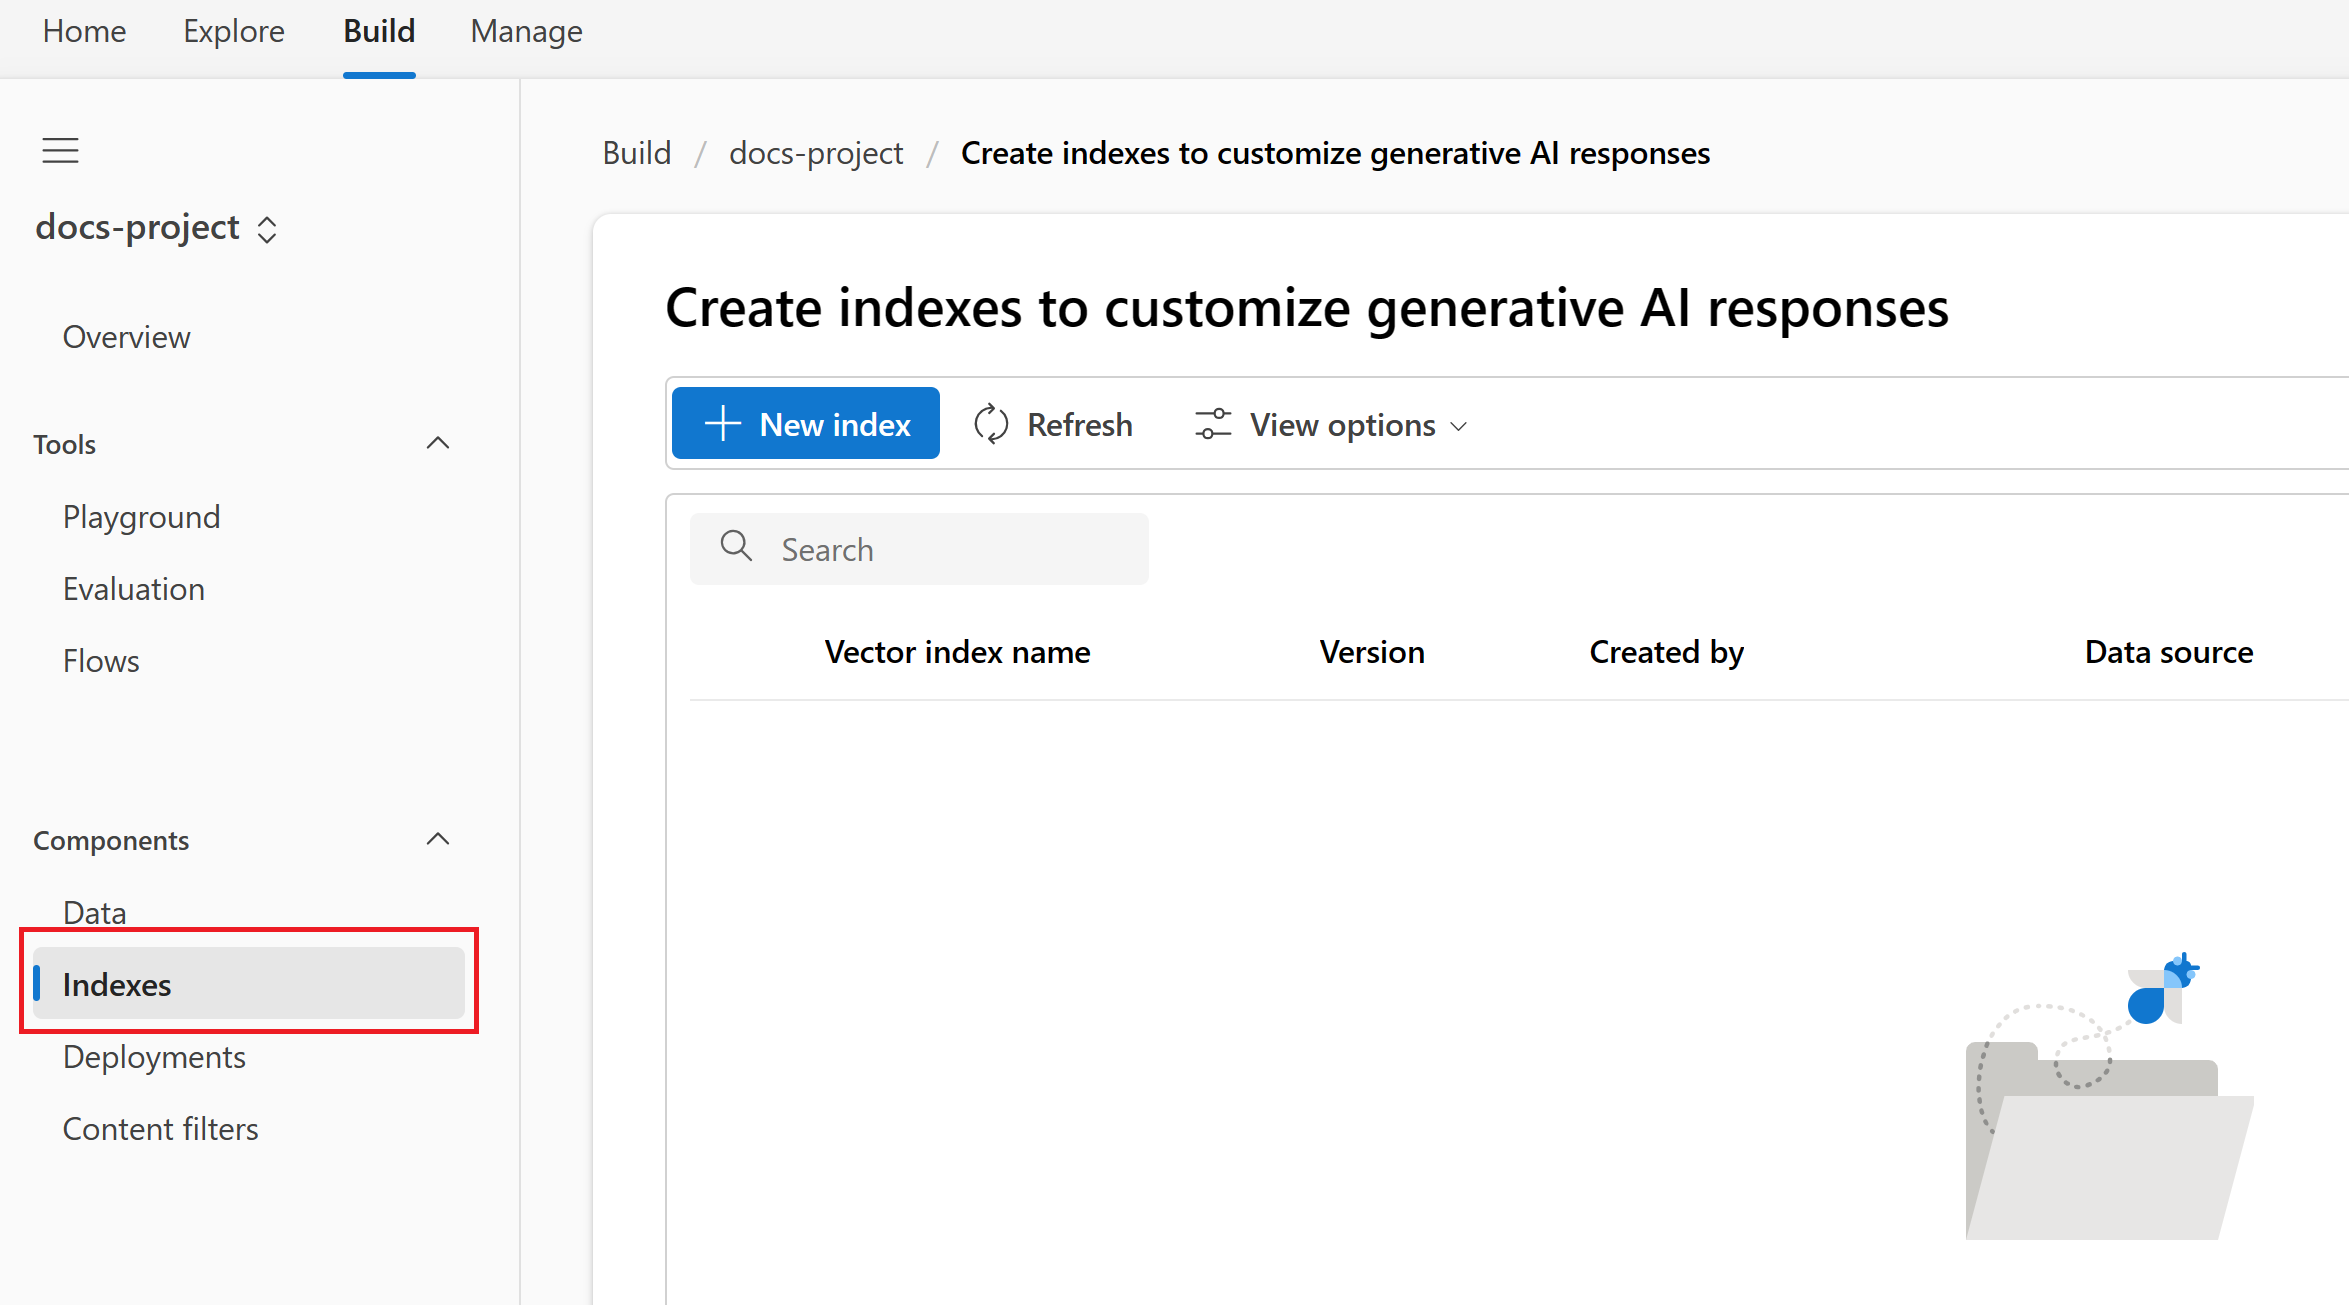 Home Explore Build Manage
docs-project
Overview
Tools
Playground
Evaluation
Flows
Components
Data
Indexes
Deployments
Content filters
Build / docs-project / Create indexes to customize generative AI responses
Create indexes to customize generative AI responses
New index Refresh View options
Search
Vector index name Version Created by Data source